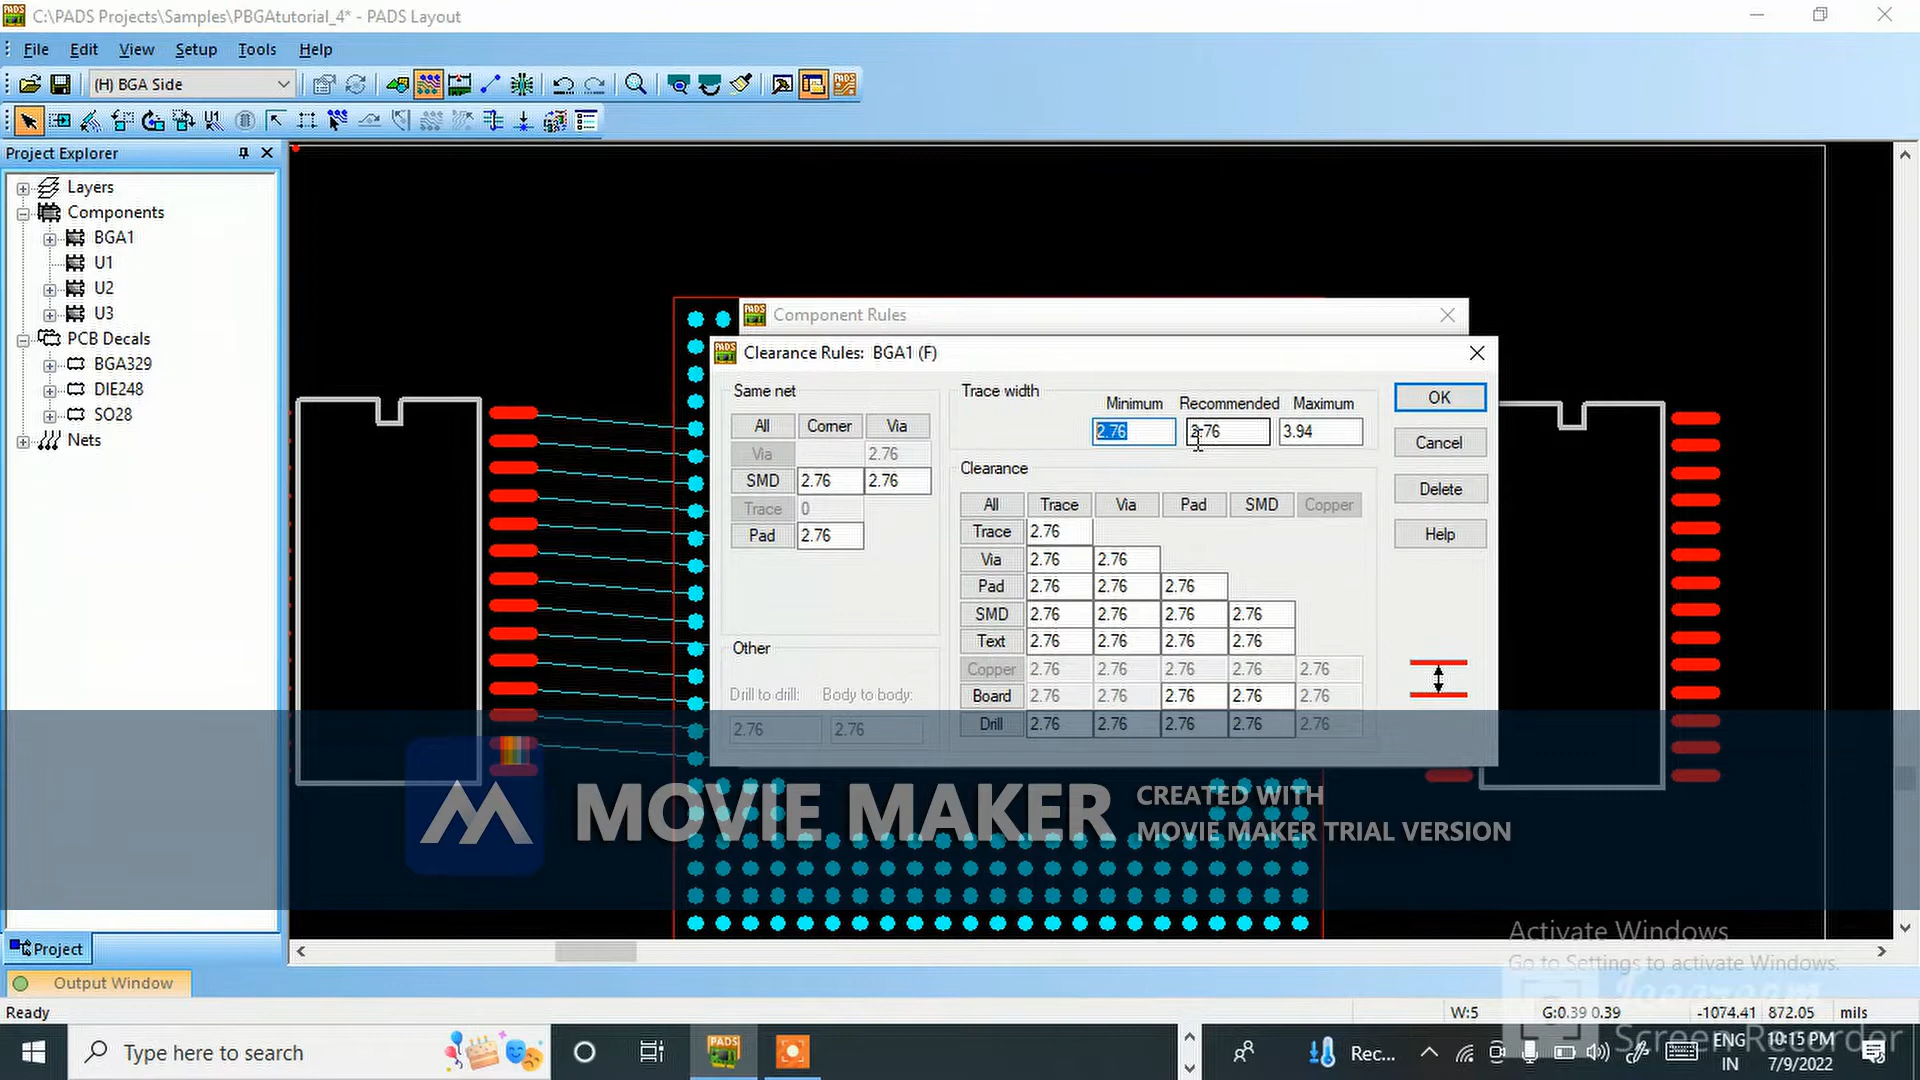 C:\PADS Projects\Samples\PBGAtutorial_4* - PADS Layout
File Edit View Setup Tools Help
(H) BGA Side
U1
Project Explorer
Layers
Components
BGA1
U1
U2
U3
PCB Decals
BGA329
DIE248
SO28
Nets
Component Rules
Clearance Rules: BGA1 (F)
Same net
All Corner Via
Via 2.76
SMD 2.76 2.76
Trace 0
Pad 2.76
Other
Drill to drill: Body to body:
2.76 2.76
Trace width
Minimum Recommended Maximum
2.76 2.76 3.94
Clearance
All Trace Via Pad SMD Copper
Trace 2.76
Via 2.76 2.76
Pad 2.76 2.76 2.76
SMD 2.76 2.76 2.76 2.76
Text 2.76 2.76 2.76 2.76
Copper 2.76 2.76 2.76 2.76 2.76
Board 2.76 2.76 2.76 2.76 2.76
Drill 2.76 2.76 2.76 2.76 2.76
OK
Cancel
Delete
Help
MOVIE MAKER
CREATED WITH
MOVIE MAKER TRIAL VERSION
Activate Windows
Go to Settings to activate Windows.
Project
Output Window
Ready
W:5 G:0.39 0.39 -1074.41 872.05 mils
Screen Recorder
Type here to search
PADS
Rec...
ENG
IN
10:15 PM
7/9/2022